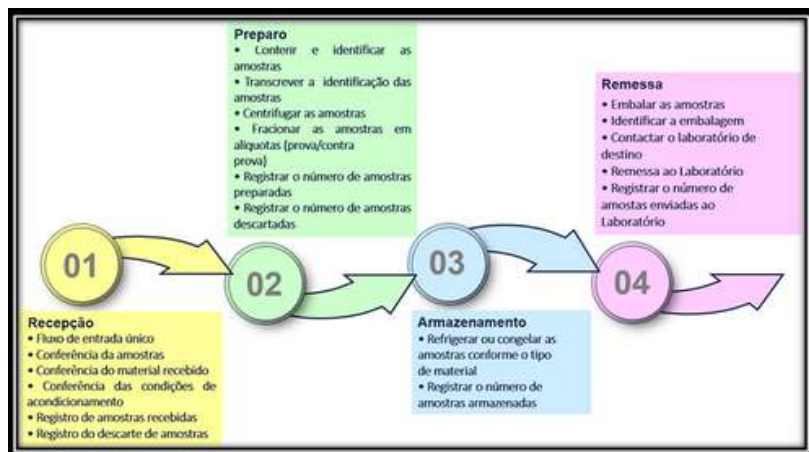 01
Recepção
• Fluxo de entrada único
• Conferência da amostras
• Conferência do material recebido
• Conferência das condições de
acondicionamento
• Registro de amostras recebidas
• Registro do descarte de amostras
Preparo
• Conferir e identificar as
amostras
• Transcrever a identificação das
amostras
• Centrifugar as amostras
• Fracionar as amostras em
alíquotas (prova/contra
prova)
• Registrar o número de amostras
preparadas
• Registrar o número de amostras
descartadas
02
03
Armazenamento
• Refrigerar ou congelar as
amostras conforme o tipo
de material
• Registrar o número de
amostras armazenadas
Remessa
• Embalar as amostras
• Identificar a embalagem
• Contactar o laboratório de
destino
• Remessa ao Laboratório
• Registrar o número de
amostas enviadas ao
Laboratório
04